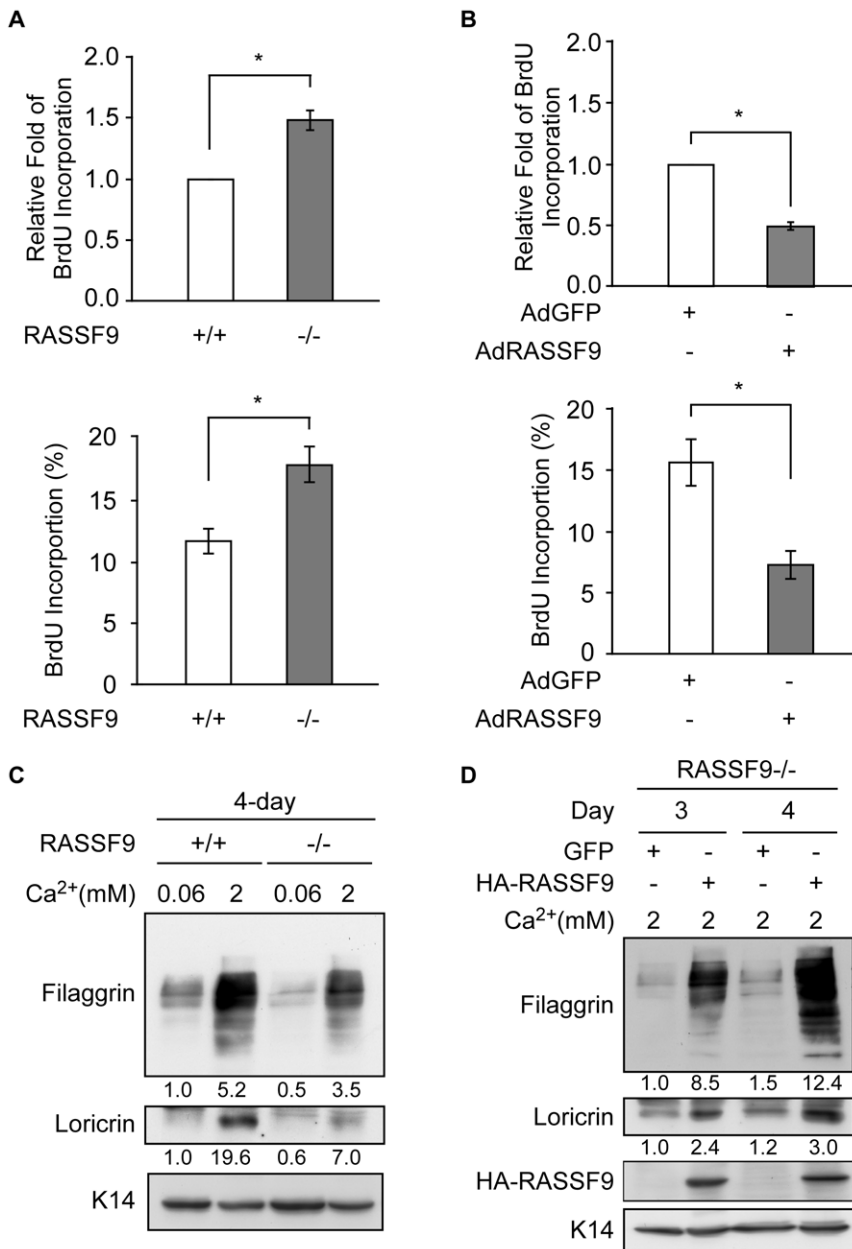 A
Relative Fold of
BrdU Incorporation
2.0
1.5
1.0
0.5
0.0
*
RASSF9 +/+ -/-
BrdU Incorportion (%)
20
15
10
5
0
*
RASSF9 +/+ -/-
B
Relative Fold of BrdU
Incorporation
2.0
1.5
1.0
0.5
0.0
*
AdGFP + -
AdRASSF9 - +
BrdU Incorporation (%)
20
15
10
5
0
*
AdGFP + -
AdRASSF9 - +
C
4-day
RASSF9 +/+ -/-
Ca2+(mM) 0.06 2 0.06 2
Filaggrin
1.0 5.2 0.5 3.5
Loricrin
1.0 19.6 0.6 7.0
K14
D
RASSF9-/-
Day 3 4
GFP + - + -
HA-RASSF9 - + - +
Ca2+(mM) 2 2 2 2
Filaggrin
1.0 8.5 1.5 12.4
Loricrin
1.0 2.4 1.2 3.0
HA-RASSF9
K14